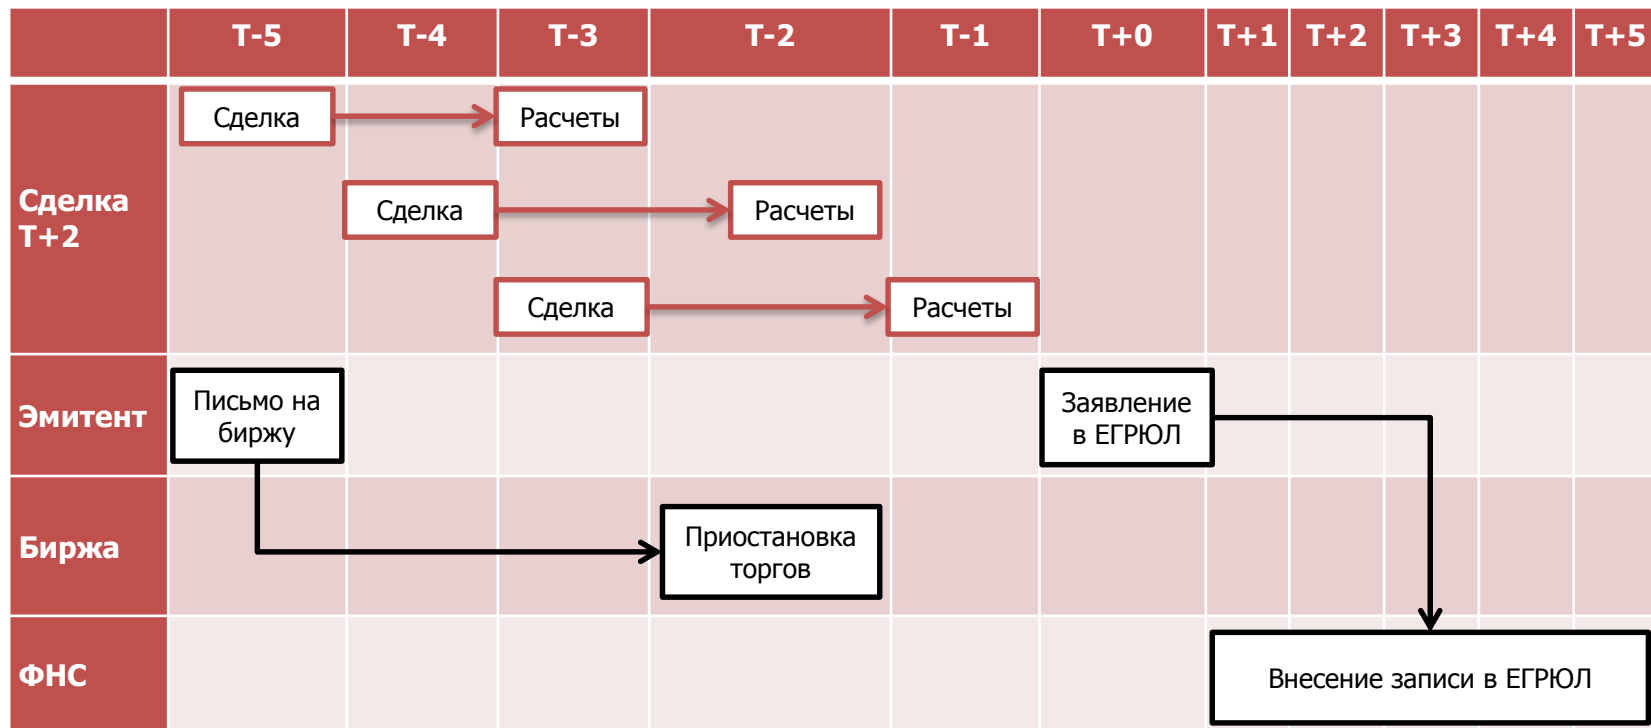 T-5 T-4 T-3 T-2 T-1 T+0 T+1 T+2 T+3 T+4 T+5
Сделка
T+2
Сделка Расчеты
Сделка Расчеты
Сделка Расчеты
Эмитент
Письмо на
биржу
Заявление
в ЕГРЮЛ
Биржа
Приостановка
торгов
ФНС
Внесение записи в ЕГРЮЛ